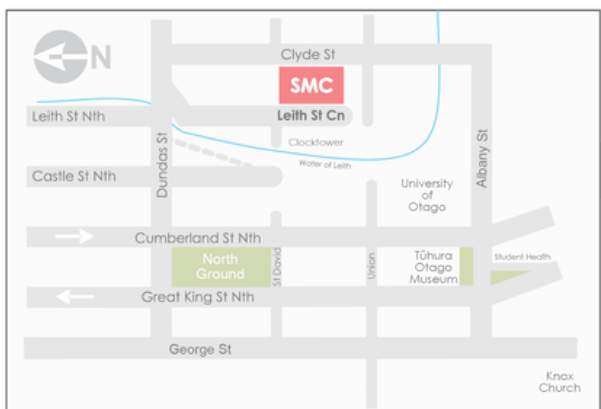 N
Clyde St
SMC
Leith St Nth
Leith St Cn
Dundas St
Clocktower
Albany St
Water of Leith
Castle St Nth
University
of
Otago
Cumberland St Nth
North
Ground
St David
Union
Tūhura
Otago
Museum
Student Health
Great King St Nth
George St
Knox
Church